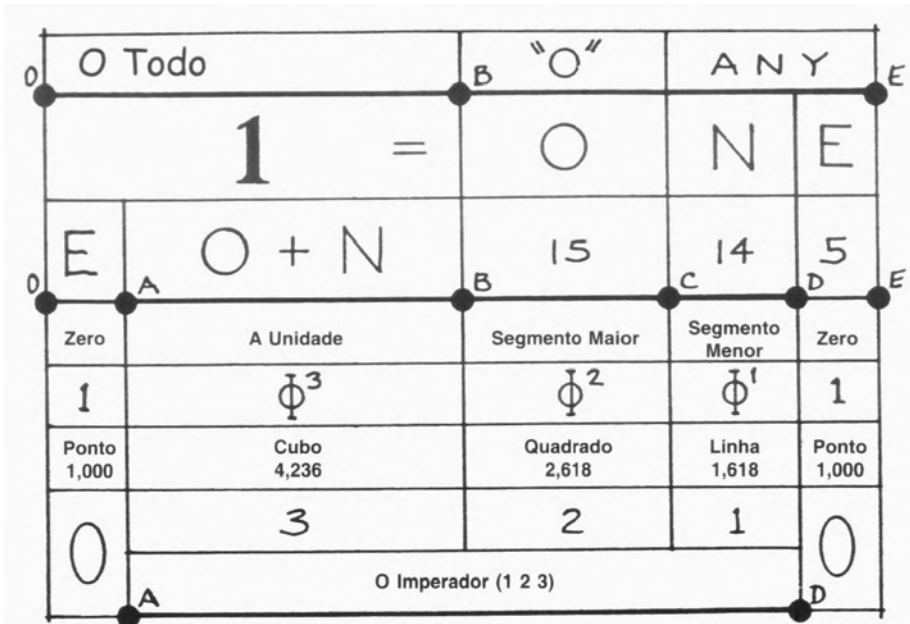 O Todo "O" A N Y
O B E
1 = O N E
E O + N 15 14 5
O A B C D E
Zero A Unidade Segmento Maior Segmento Menor Zero
1 Φ³ Φ² Φ¹ 1
Ponto 1,000 Cubo 4,236 Quadrado 2,618 Linha 1,618 Ponto 1,000
0 3 2 1 0
O Imperador (1 2 3)
A D